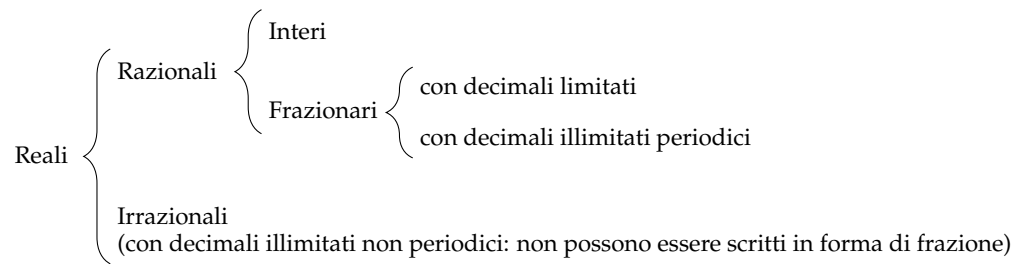 Interi
Razionali
con decimali limitati
Frazionari
con decimali illimitati periodici
Reali
Irrazionali
(con decimali illimitati non periodici: non possono essere scritti in forma di frazione)